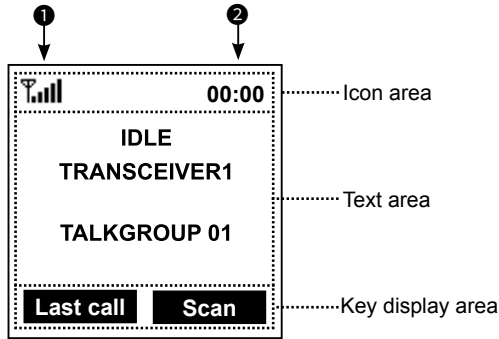 ❶ ❷
00:00 Icon area
IDLE
TRANSCEIVER1
Text area
TALKGROUP 01
Last call Scan Key display area